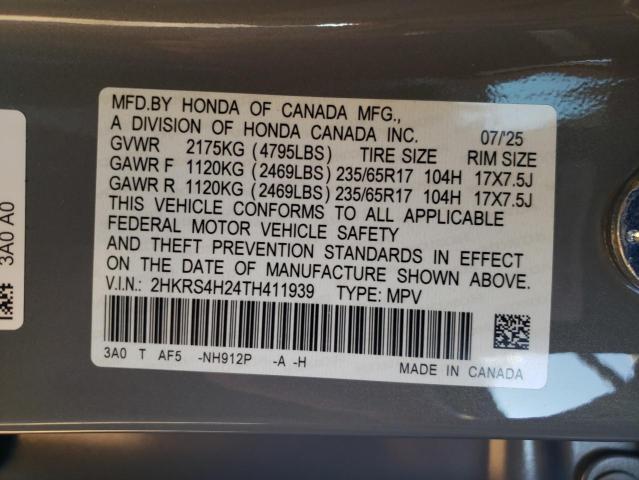 MFD.BY HONDA OF CANADA MFG.,
A DIVISION OF HONDA CANADA INC. 07/'25
GVWR 2175KG (4795LBS) TIRE SIZE RIM SIZE
GAWR F 1120KG (2469LBS) 235/65R17 104H 17X7.5J
GAWR R 1120KG (2469LBS) 235/65R17 104H 17X7.5J
THIS VEHICLE CONFORMS TO ALL APPLICABLE
FEDERAL MOTOR VEHICLE SAFETY
AND THEFT PREVENTION STANDARDS IN EFFECT
ON THE DATE OF MANUFACTURE SHOWN ABOVE.
V.I.N.: 2HKRS4H24TH411939 TYPE: MPV
3A0 T AF5 -NH912P -A -H
MADE IN CANADA
3A0 A0